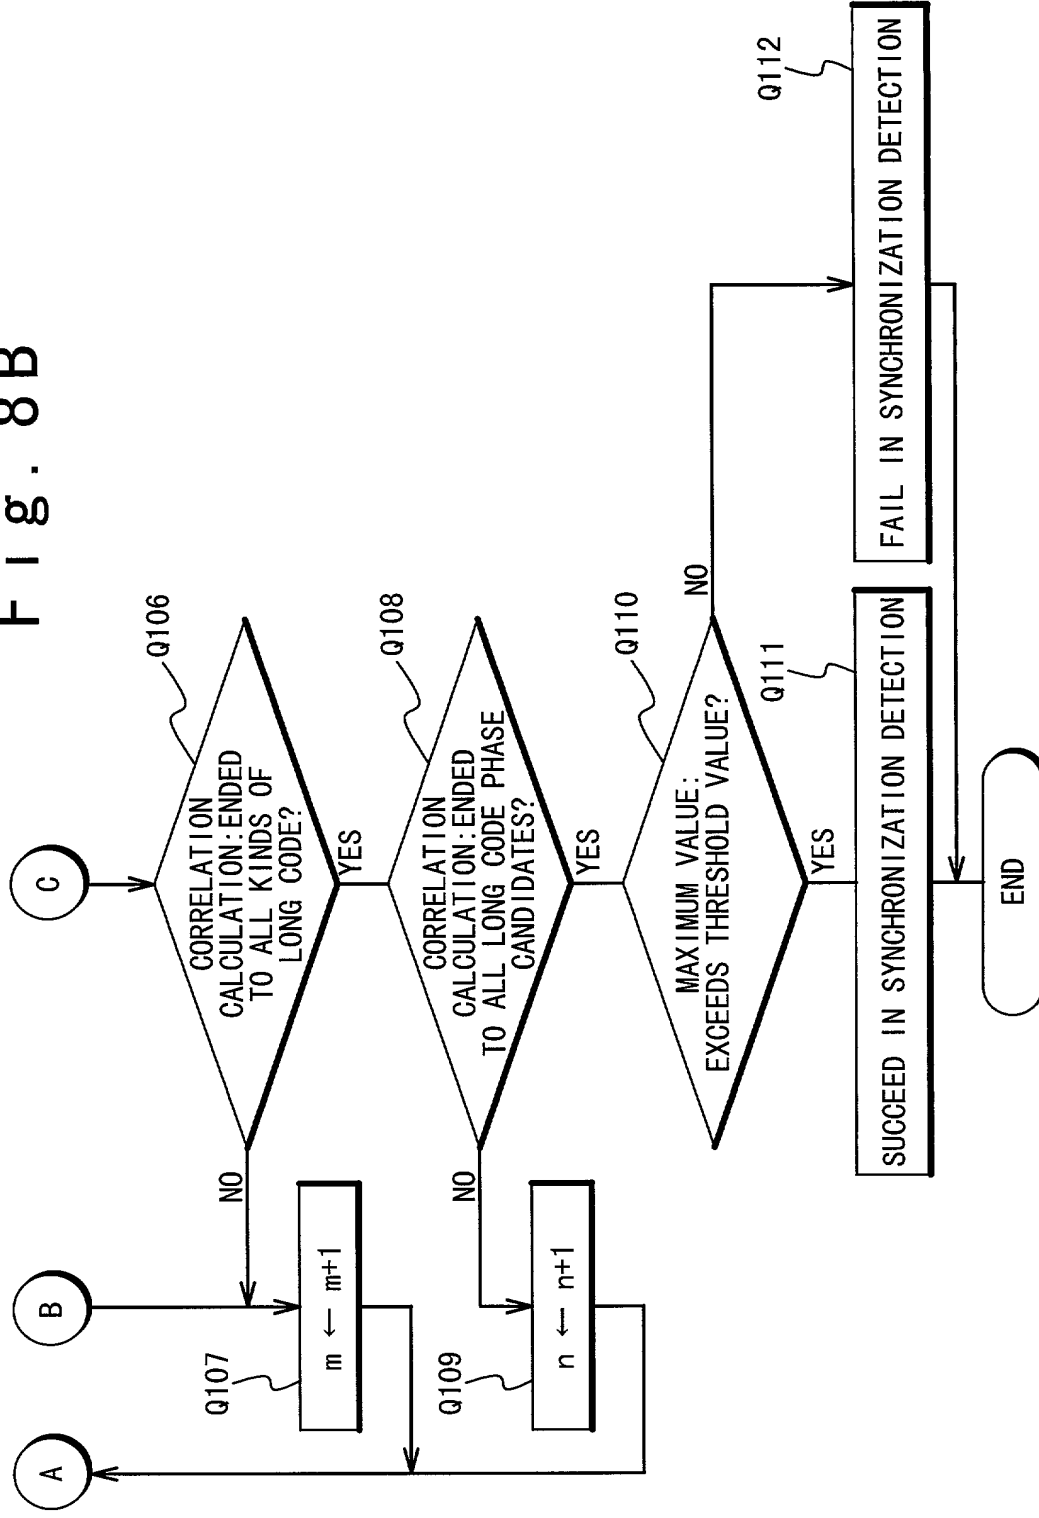 Fig. 8B
A
B
C
Q106
CORRELATION
CALCULATION:ENDED
TO ALL KINDS OF
LONG CODE?
NO
YES
Q107
m ← m+1
Q108
CORRELATION
CALCULATION:ENDED
TO ALL LONG CODE PHASE
CANDIDATES?
NO
YES
Q109
n ← n+1
Q110
MAXIMUM VALUE:
EXCEEDS THRESHOLD VALUE?
NO
YES
Q111
SUCCEED IN SYNCHRONIZATION DETECTION
Q112
FAIL IN SYNCHRONIZATION DETECTION
END